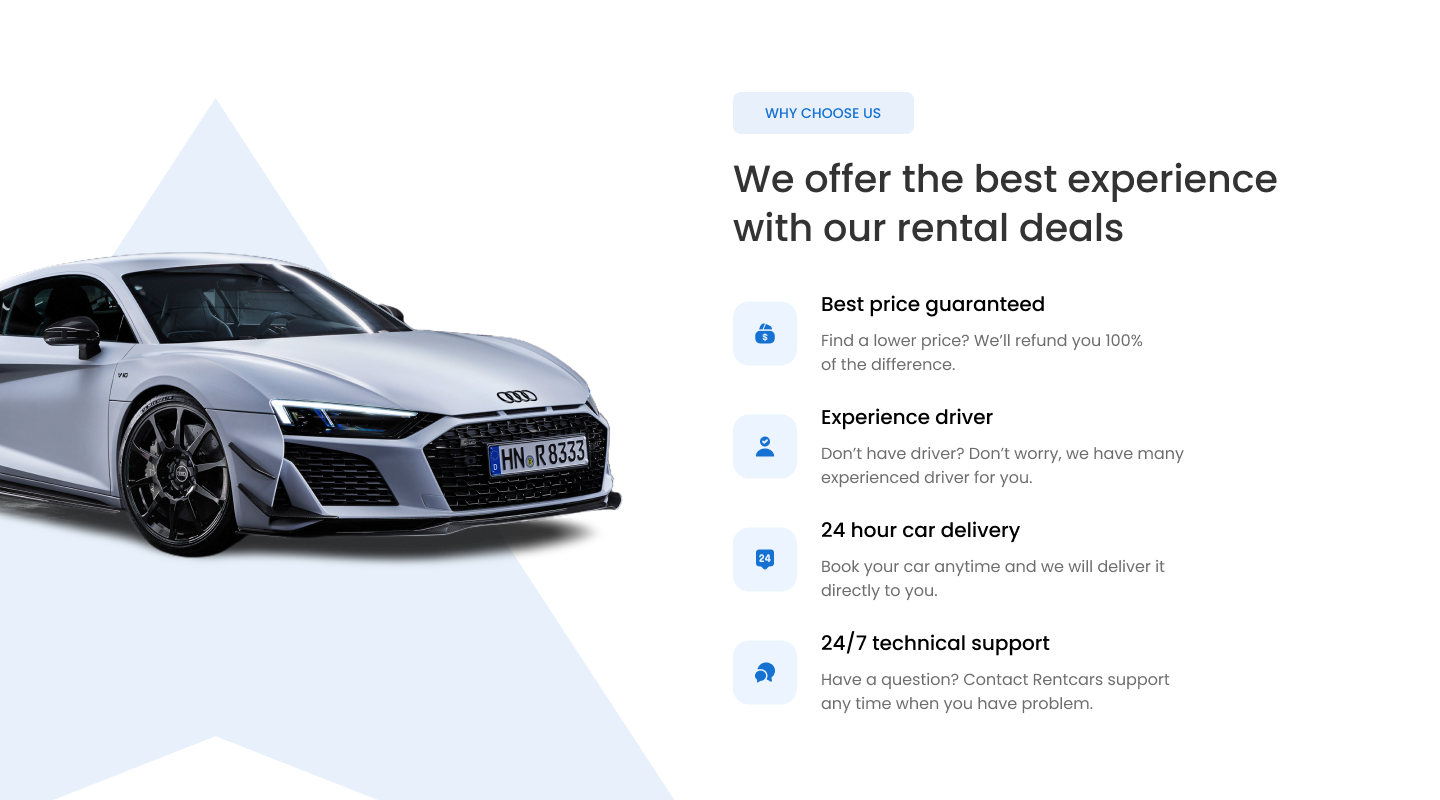 WHY CHOOSE US
We offer the best experience
with our rental deals
Best price guaranteed
Find a lower price? We’ll refund you 100%
of the difference.
Experience driver
Don’t have driver? Don’t worry, we have many
experienced driver for you.
24
24 hour car delivery
Book your car anytime and we will deliver it
directly to you.
24/7 technical support
Have a question? Contact Rentcars support
any time when you have problem.
V10
D HN R 8333